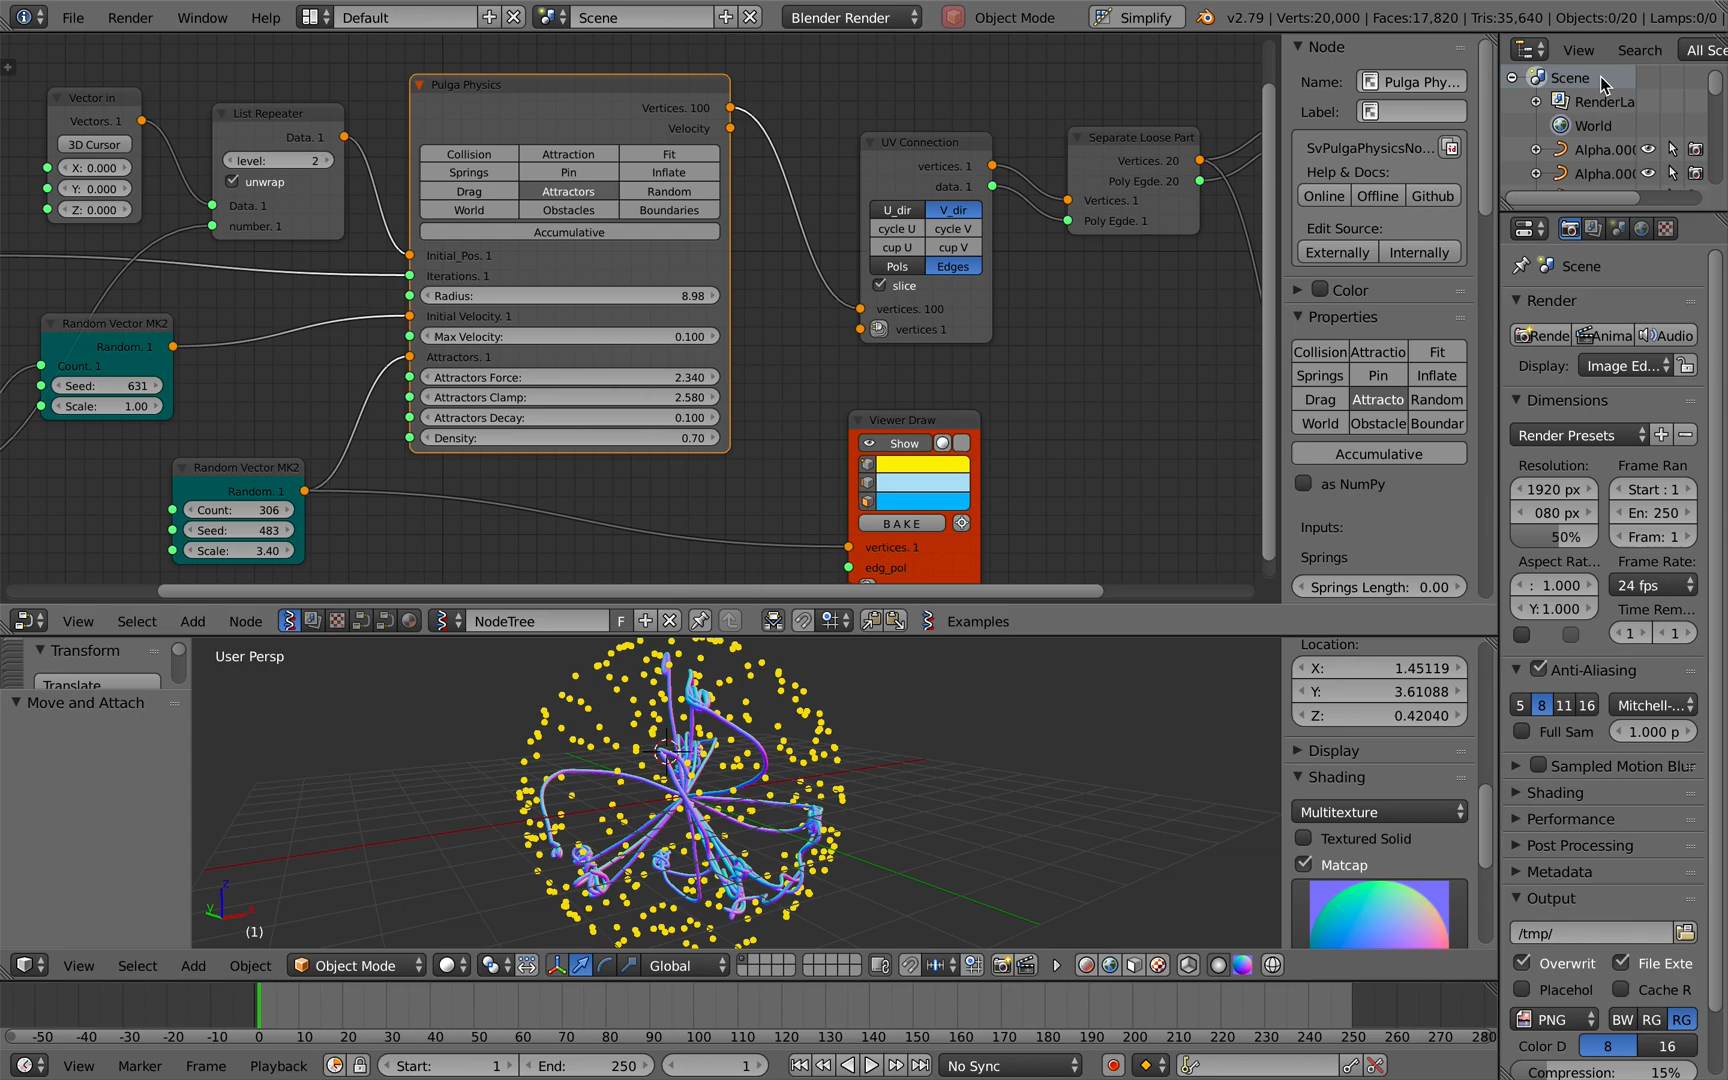 File Render Window Help Default Scene Blender Render Object Mode Simplify v2.79 | Verts:20,000 | Faces:17,820 | Tris:35,640 | Objects:0/20 | Lamps:0/0
Vector in
Vectors. 1
3D Cursor
X: 0.000
Y: 0.000
Z: 0.000
List Repeater
Data. 1
level: 2
unwrap
Data. 1
number. 1
Random Vector MK2
Random. 1
Count. 1
Seed: 631
Scale: 1.00
Random Vector MK2
Random. 1
Count: 306
Seed: 483
Scale: 3.40
Pulga Physics
Vertices. 100
Velocity
Collision Attraction Fit
Springs Pin Inflate
Drag Attractors Random
World Obstacles Boundaries
Accumulative
Initial_Pos. 1
Iterations. 1
Radius: 8.98
Initial Velocity. 1
Max Velocity: 0.100
Attractors. 1
Attractors Force: 2.340
Attractors Clamp: 2.580
Attractors Decay: 0.100
Density: 0.70
UV Connection
vertices. 1
data. 1
U_dir V_dir
cycle U cycle V
cup U cup V
Pols Edges
slice
vertices. 100
vertices 1
Separate Loose Part
Vertices. 20
Poly Egde. 20
Vertices. 1
Poly Egde. 1
Viewer Draw
Show
BAKE
vertices. 1
edg_pol
Node
Name: Pulga Phy...
Label:
SvPulgaPhysicsNo...
Help & Docs:
Online Offline Github
Edit Source:
Externally Internally
Color
Properties
Collision Attractio Fit
Springs Pin Inflate
Drag Attracto Random
World Obstacle Boundar
Accumulative
as NumPy
Inputs:
Springs
Springs Length: 0.00
View Select Add Node NodeTree F Examples
Transform
Translate
Move and Attach
User Persp
z
y
x
(1)
Location:
X: 1.45119
Y: 3.61088
Z: 0.42040
Display
Shading
Multitexture
Textured Solid
Matcap
View Select Add Object Object Mode Global
-50 -40 -30 -20 -10 0 10 20 30 40 50 60 70 80 90 100 110 120 130 140 150 160 170 180 190 200 210 220 230 240 250 260 270 280
View Marker Frame Playback Start: 1 End: 250 1 No Sync
View Search All Sce
Scene
RenderLa
World
Alpha.00
Alpha.00
Scene
Render
Rende Anima Audio
Display: Image Ed...
Dimensions
Render Presets
Resolution: Frame Ran
1920 px Start : 1
080 px En: 250
50% Fram: 1
Aspect Rat... Frame Rate:
: 1.000 24 fps
Y: 1.000 Time Rem...
1 1
Anti-Aliasing
5 8 11 16 Mitchell-...
Full Sam 1.000 p
Sampled Motion Blur
Shading
Performance
Post Processing
Metadata
Output
/tmp/
Overwrit File Exte
Placehol Cache R
PNG BW RG RG
Color D 8 16
Compression: 15%